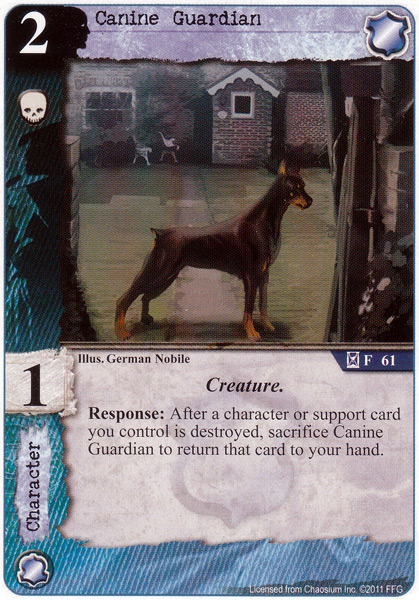 2
Canine Guardian
Illus. German Nobile
F 61
1
Creature.
Response: After a character or support card
you control is destroyed, sacrifice Canine
Guardian to return that card to your hand.
Character
Licensed from Chaosium Inc. ©2011 FFG